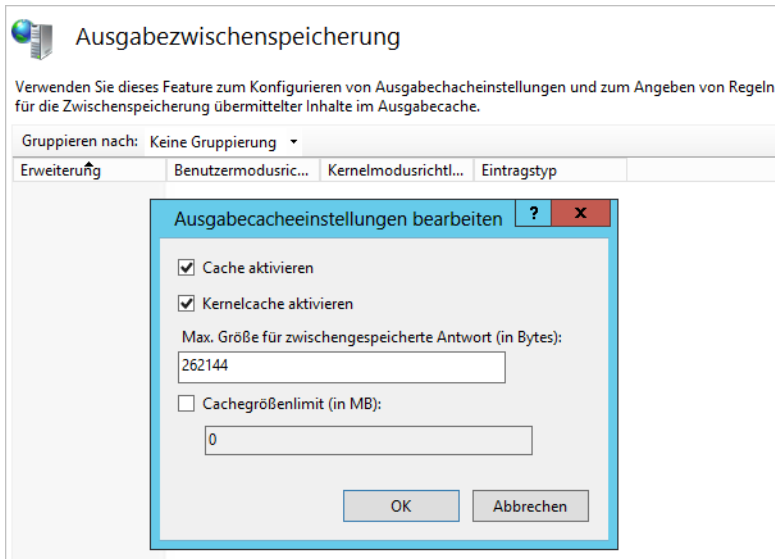 Ausgabezwischenspeicherung
Verwenden Sie dieses Feature zum Konfigurieren von Ausgabechacheinstellungen und zum Angeben von Regeln
für die Zwischenspeicherung übermittelter Inhalte im Ausgabecache.
Gruppieren nach: Keine Gruppierung
Erweiterung Benutzermodusric... Kernelmodusrichtl... Eintragstyp
Ausgabecacheeinstellungen bearbeiten ? x
Cache aktivieren
Kernelcache aktivieren
Max. Größe für zwischengespeicherte Antwort (in Bytes):
262144
Cachegrößenlimit (in MB):
0
OK Abbrechen